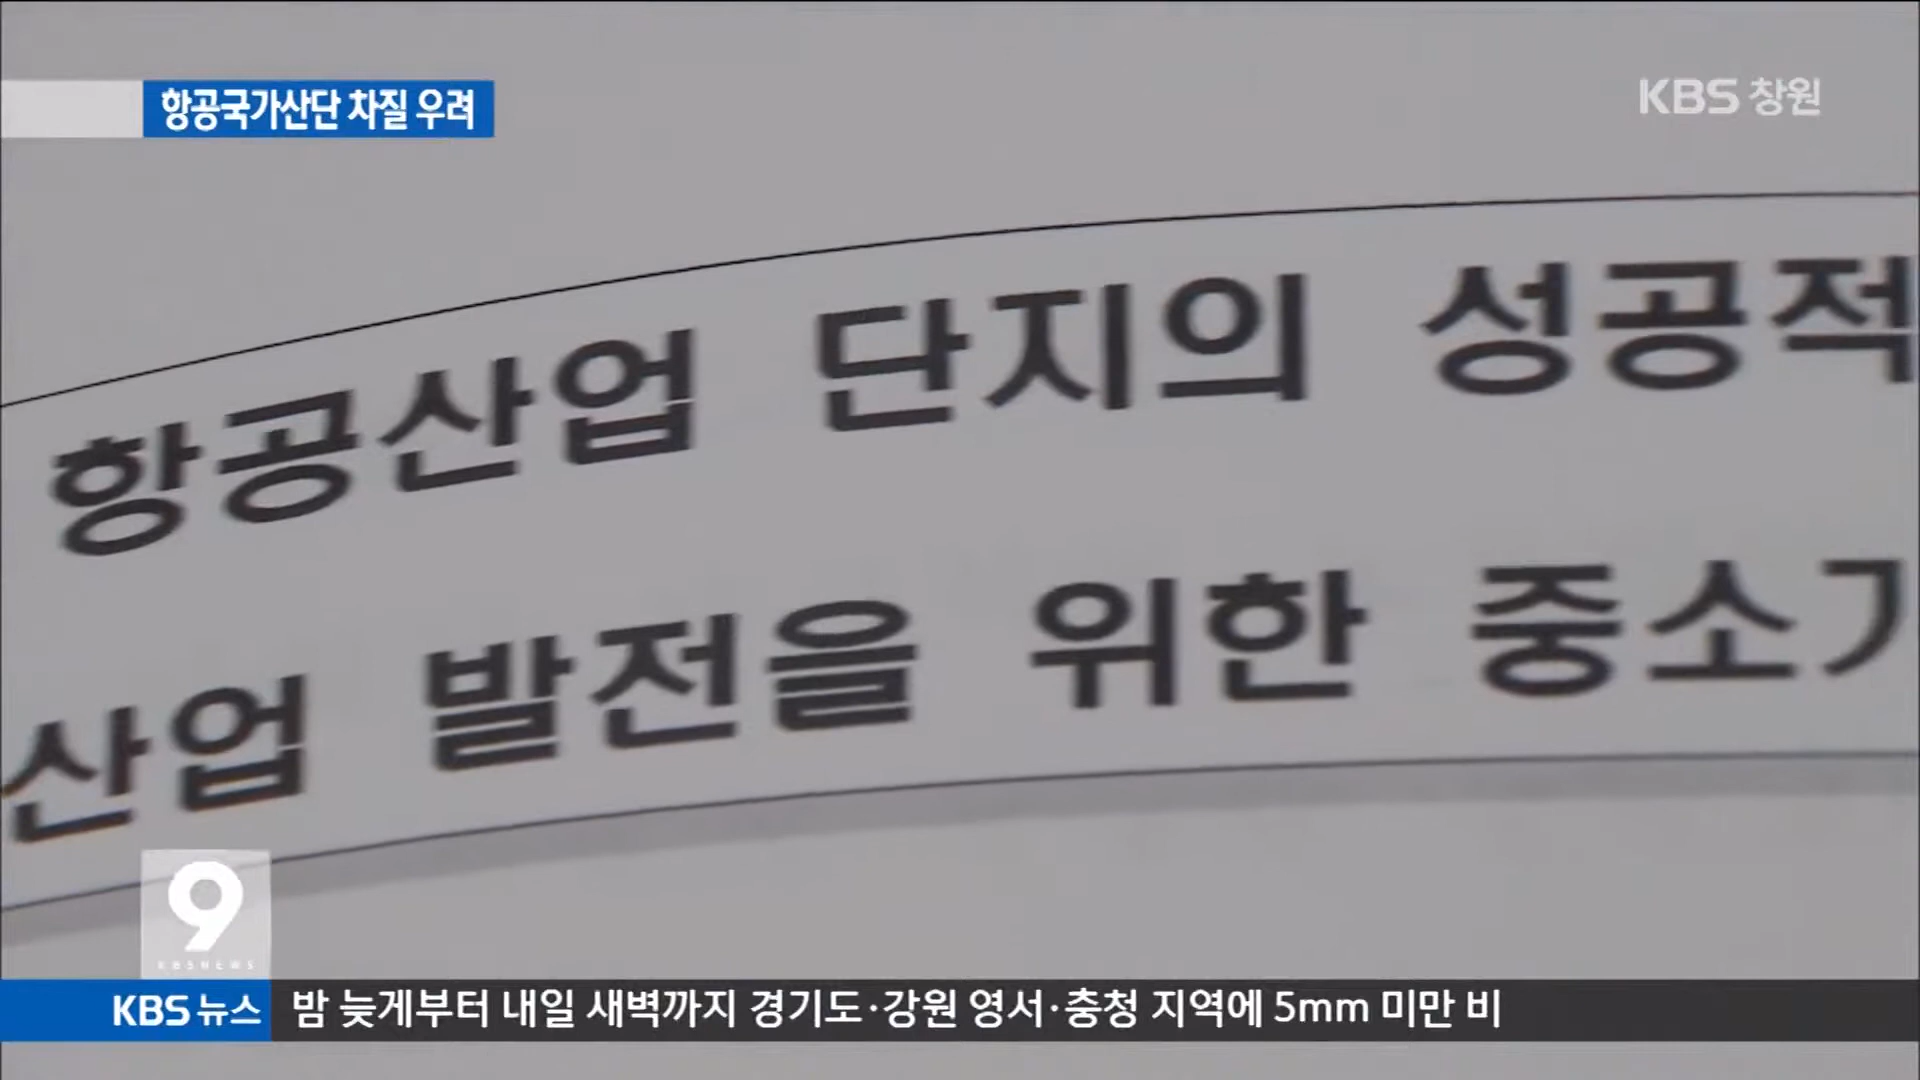 항공국가산단 차질 우려
KBS 창원
항공산업 단지의 성공적
산업 발전을 위한 중소기
9
KBS NEWS
KBS 뉴스 밤 늦게부터 내일 새벽까지 경기도·강원 영서·충청 지역에 5mm 미만 비